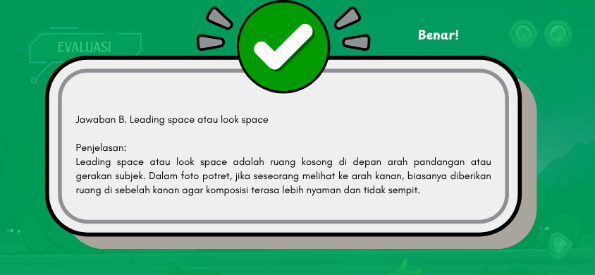 EVALUASI
Benar!
Jawaban B. Leading space atau look space
Penjelasan:
Leading space atau look space adalah ruang kosong di depan arah pandangan atau
gerakan subjek. Dalam foto potret, jika seseorang melihat ke arah kanan, biasanya diberikan
ruang di sebelah kanan agar komposisi terasa lebih nyaman dan tidak sempit.